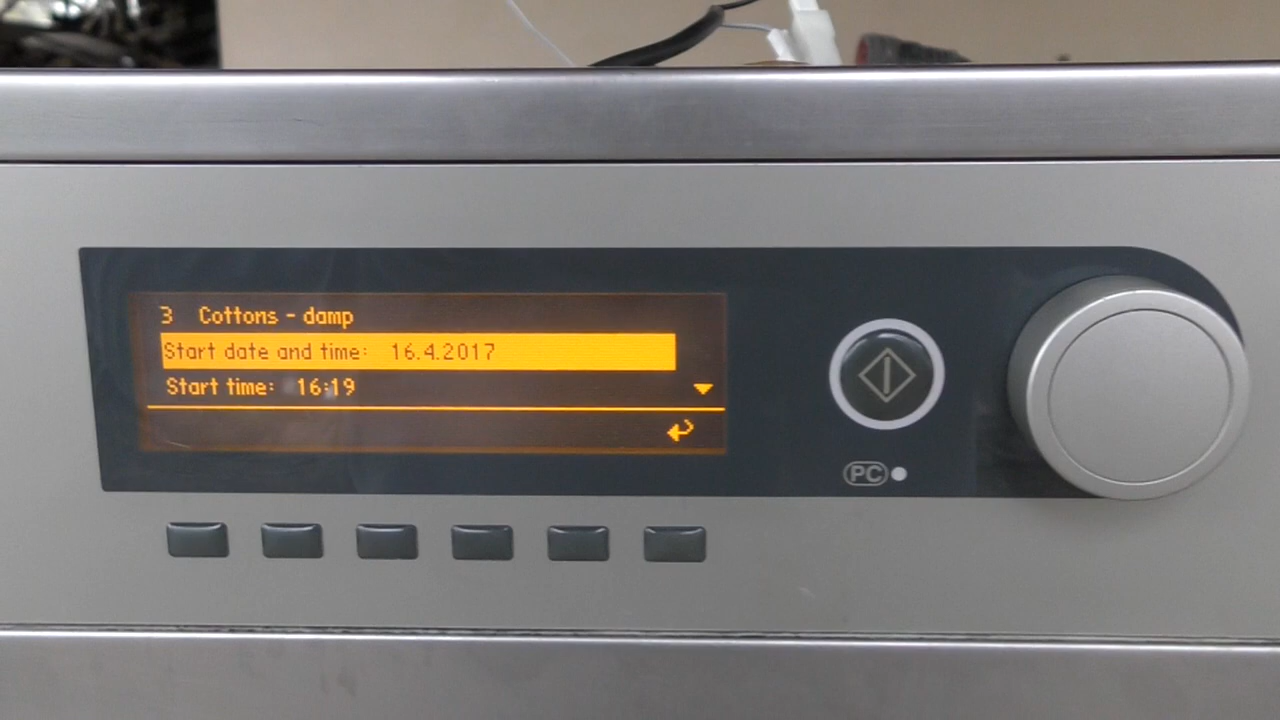 3 Cottons - damp
Start date and time: 16.4.2017
Start time: 16:19
PC